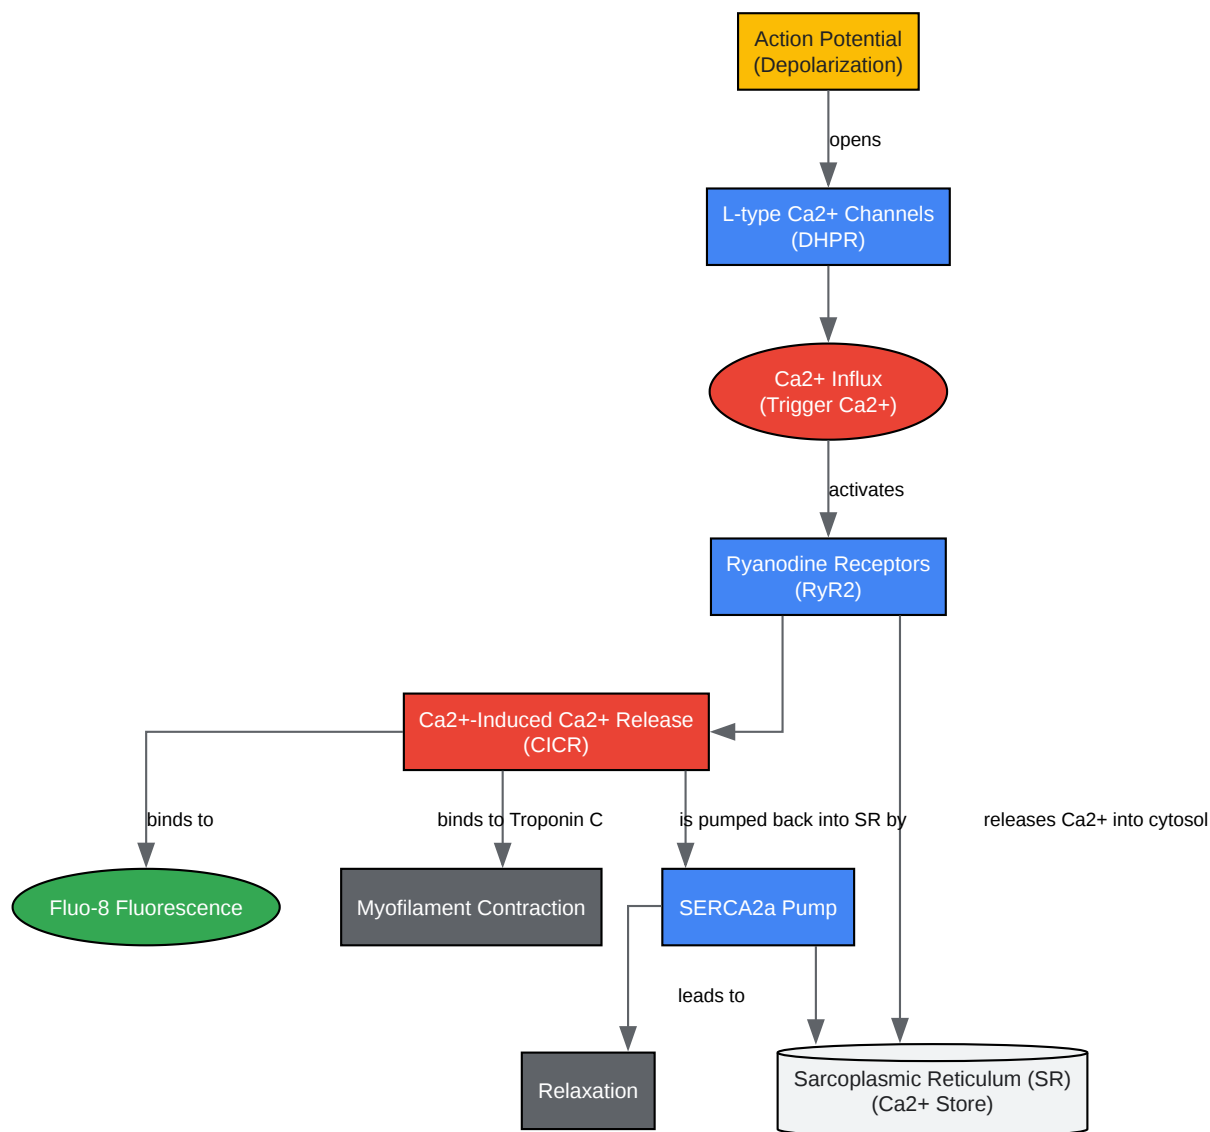 Action Potential
(Depolarization)
opens
L-type Ca2+ Channels
(DHPR)
Ca2+ Influx
(Trigger Ca2+)
activates
Ryanodine Receptors
(RyR2)
Ca2+-Induced Ca2+ Release
(CICR)
binds to
binds to Troponin C
is pumped back into SR by
releases Ca2+ into cytosol
Fluo-8 Fluorescence
Myofilament Contraction
SERCA2a Pump
leads to
Relaxation
Sarcoplasmic Reticulum (SR)
(Ca2+ Store)